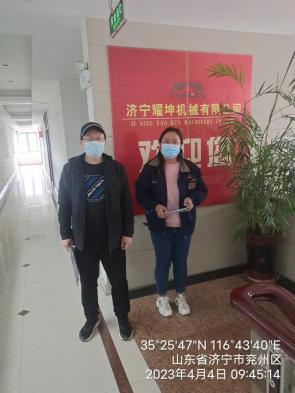 济宁耀坤机械有限公司
JI NING YAO KUN MACHINERY CO
欢迎您
35°25'47"N 116°43'40"E
山东省济宁市兖州区
2023年4月4日 09:45:14